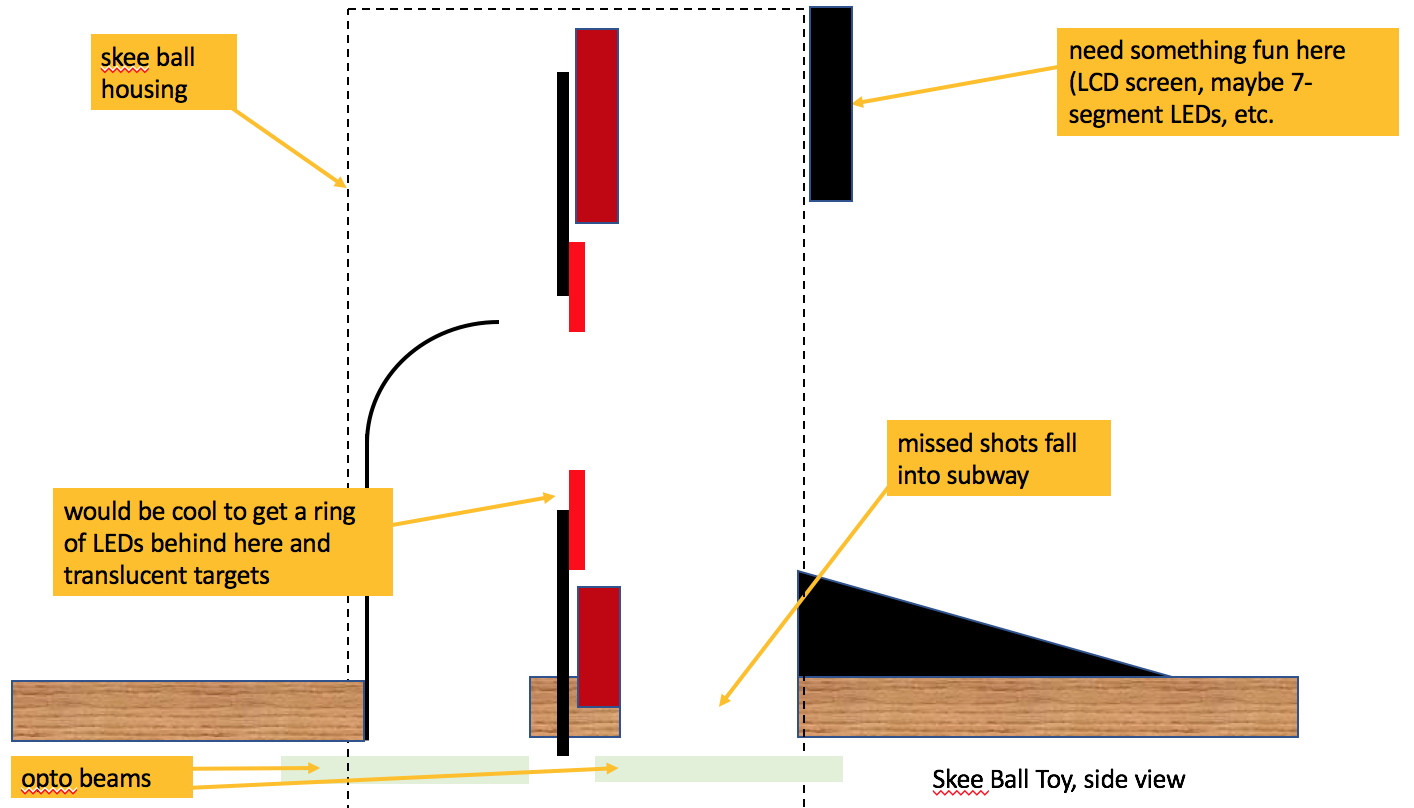 skee ball
housing
need something fun here
(LCD screen, maybe 7-
segment LEDs, etc.
missed shots fall
into subway
would be cool to get a ring
of LEDs behind here and
translucent targets
opto beams
Skee Ball Toy, side view